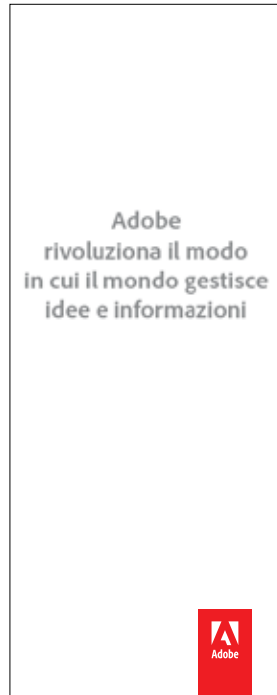 Adobe
rivoluziona il modo
in cui il mondo gestisce
idee e informazioni
Adobe